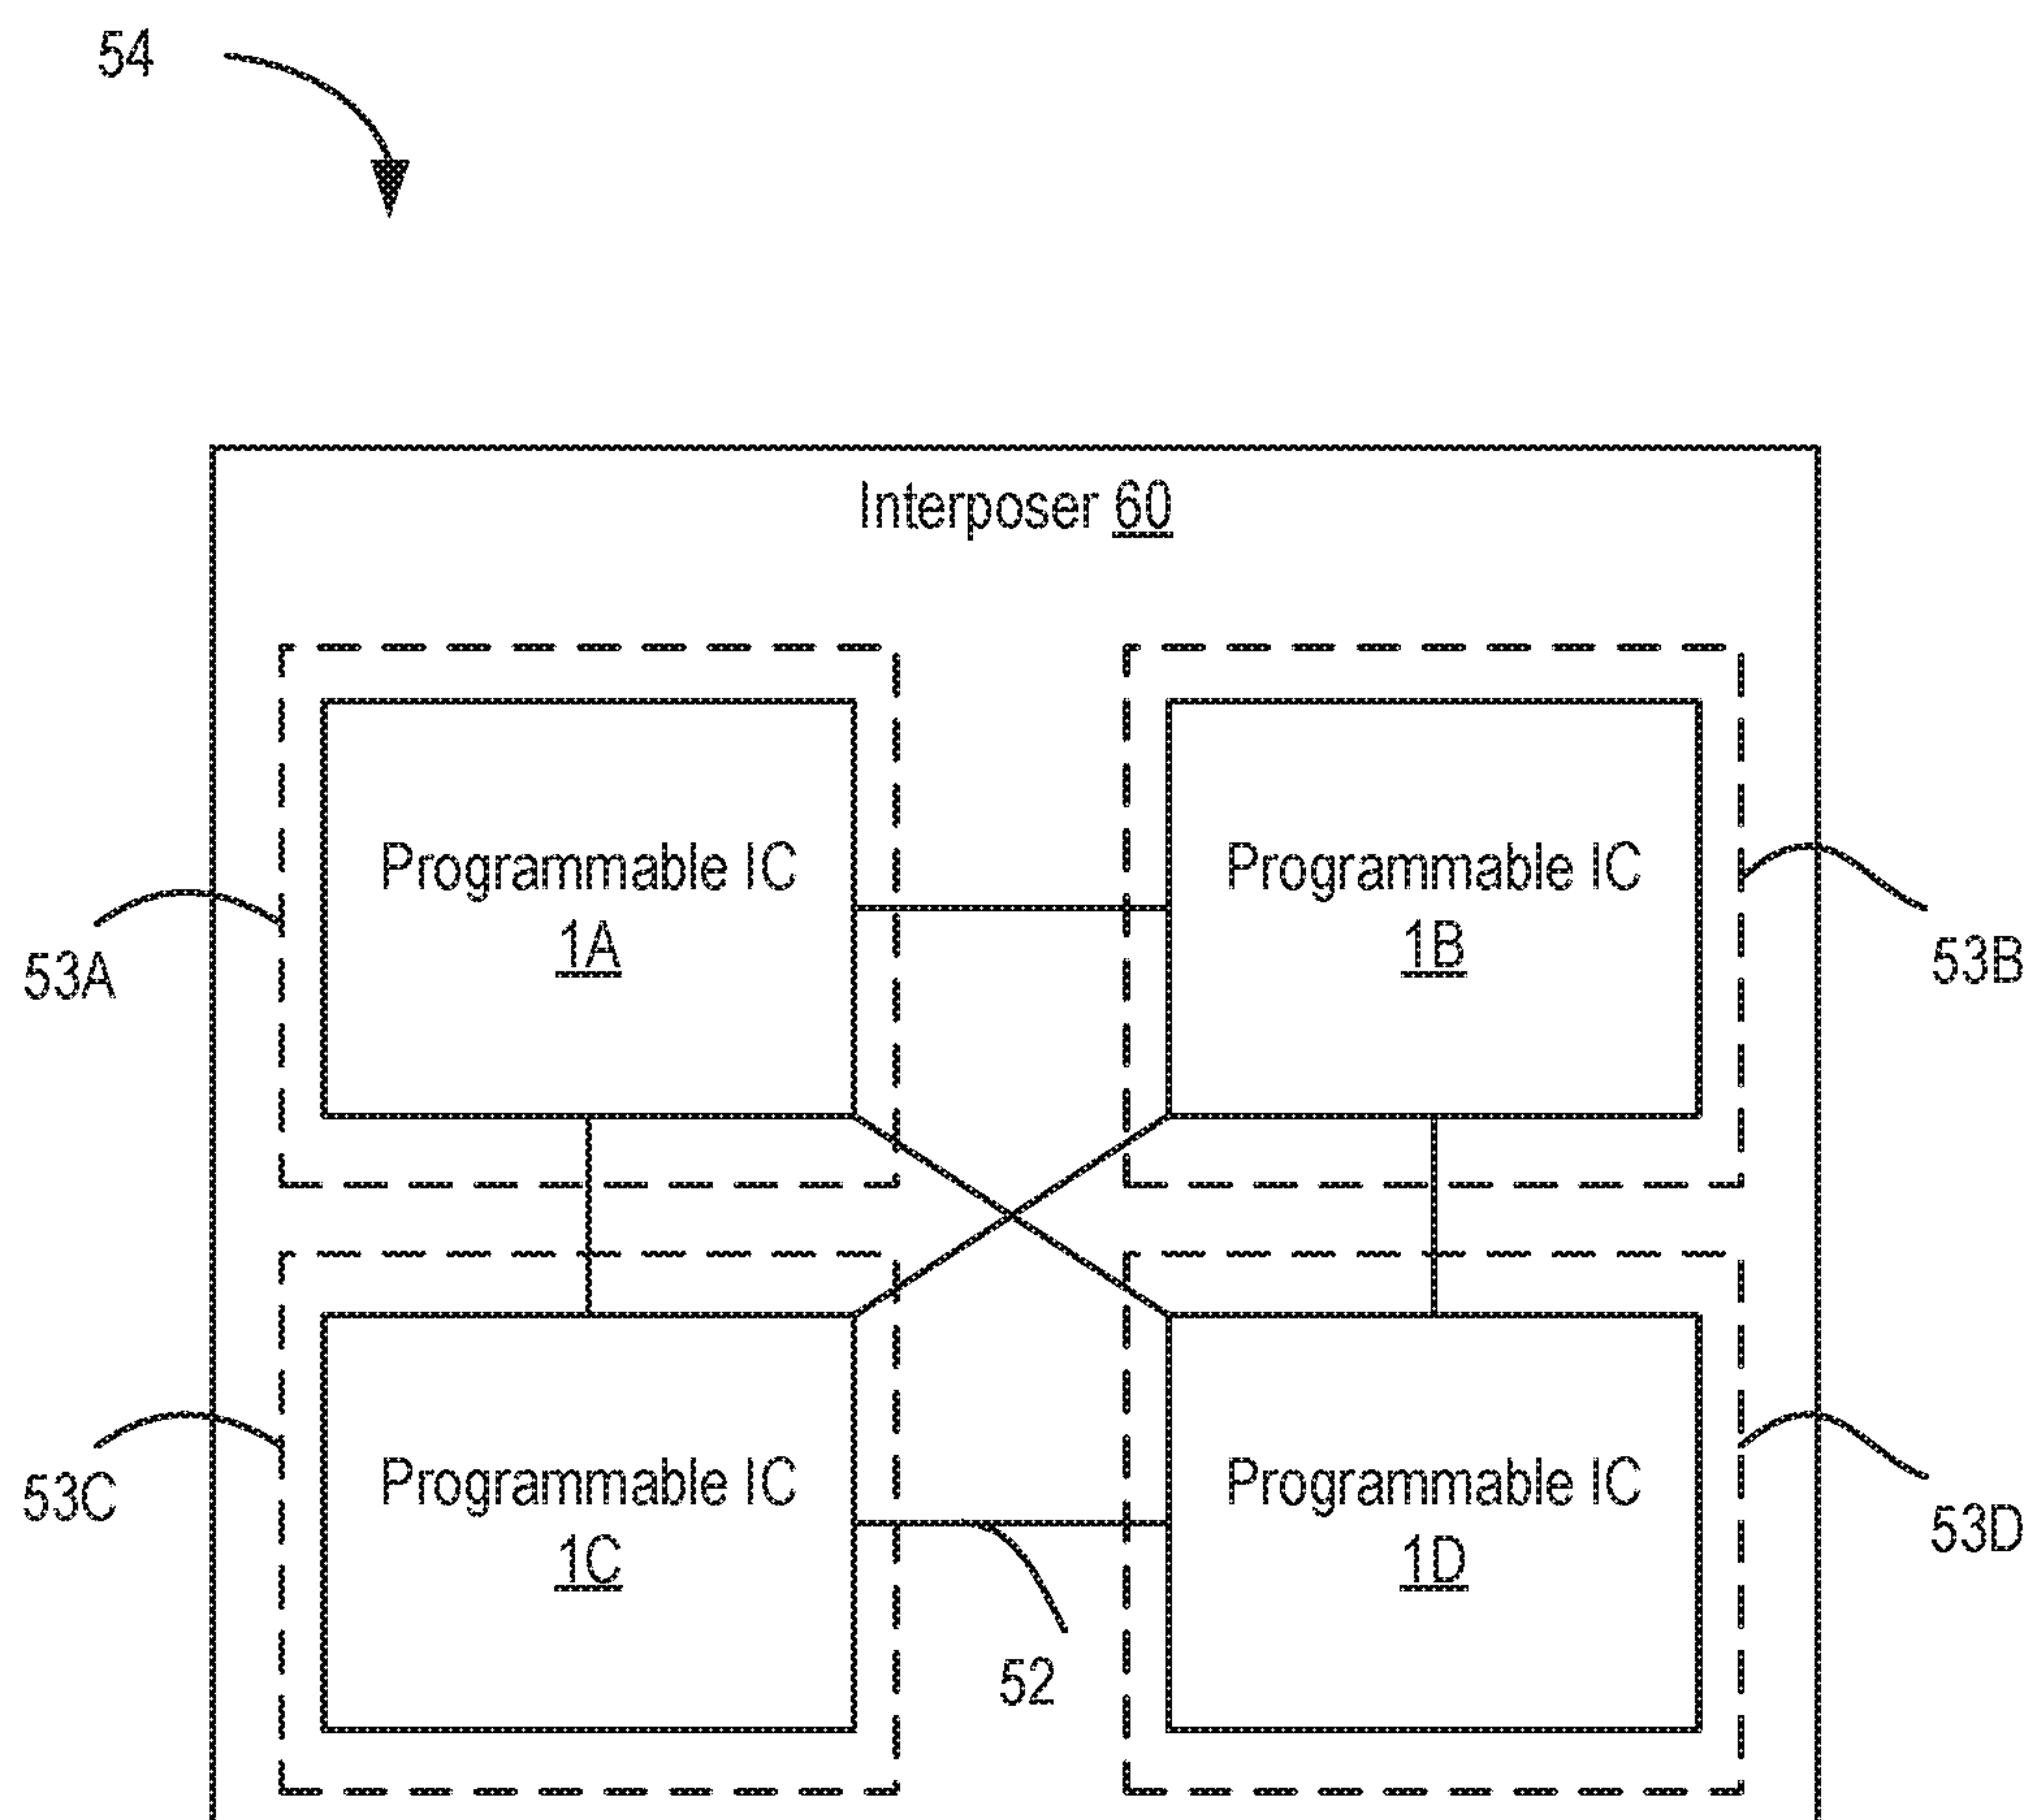 54
Interposer 60
Programmable IC
1A
Programmable IC
1B
53A
53B
Programmable IC
1C
Programmable IC
1D
53C
53D
52